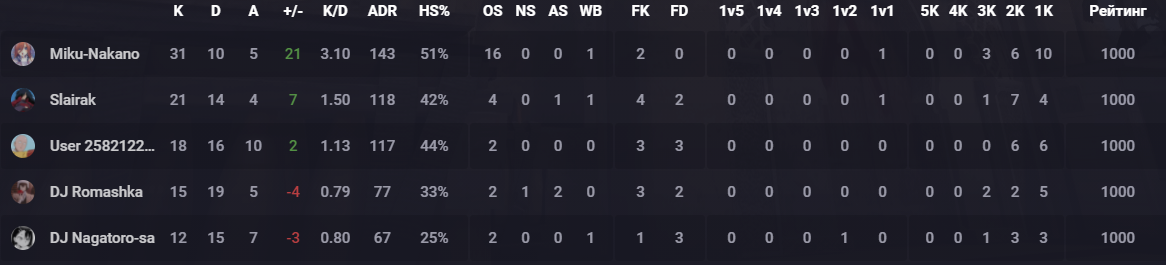 K D A +/- K/D ADR HS% OS NS AS WB FK FD 1v5 1v4 1v3 1v2 1v1 5K 4K 3K 2K 1K Рейтинг
Miku-Nakano 31 10 5 21 3.10 143 51% 16 0 0 1 2 0 0 0 0 0 1 0 0 3 6 10 1000
Slairak 21 14 4 7 1.50 118 42% 4 0 1 1 4 2 0 0 0 0 1 0 0 1 7 4 1000
User 2582122... 18 16 10 2 1.13 117 44% 2 0 0 0 3 3 0 0 0 0 0 0 0 0 6 6 1000
DJ Romashka 15 19 5 -4 0.79 77 33% 2 1 2 0 3 2 0 0 0 0 0 0 0 2 2 5 1000
DJ Nagatoro-sa 12 15 7 -3 0.80 67 25% 2 0 0 1 1 3 0 0 0 1 0 0 0 1 3 3 1000